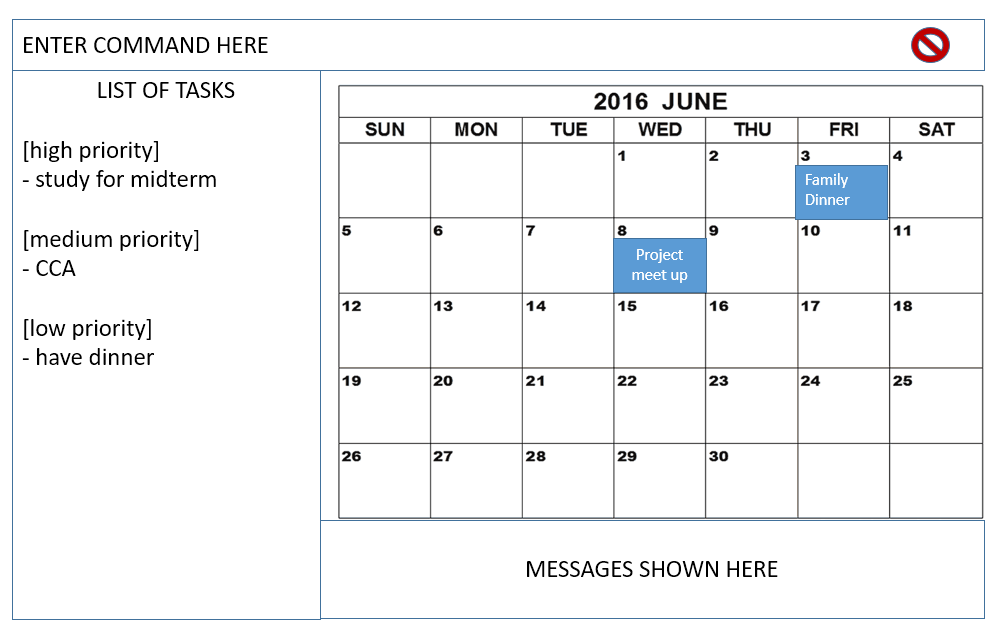 ENTER COMMAND HERE
LIST OF TASKS
[high priority]
- study for midterm
[medium priority]
- CCA
[low priority]
- have dinner
2016 JUNE
SUN MON TUE WED THU FRI SAT
1 2 3 4
Family
Dinner
5 6 7 8 9 10 11
Project
meet up
12 13 14 15 16 17 18
19 20 21 22 23 24 25
26 27 28 29 30
MESSAGES SHOWN HERE